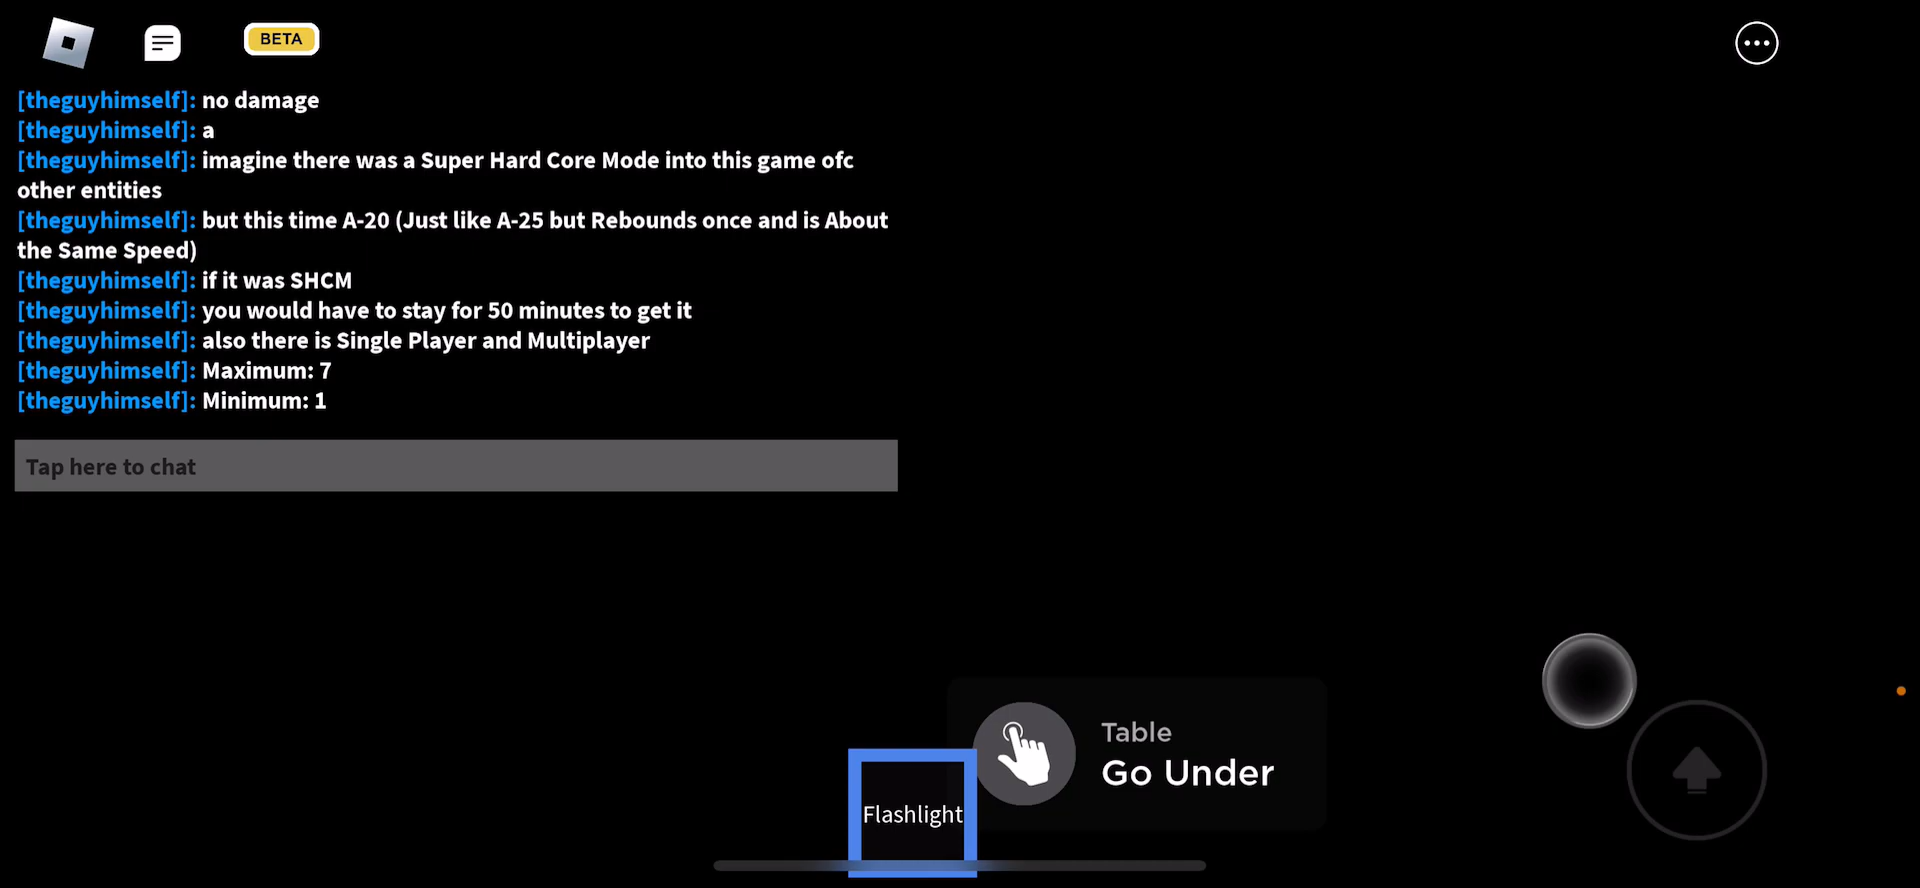 BETA
[theguyhimself]: no damage
[theguyhimself]: a
[theguyhimself]: imagine there was a Super Hard Core Mode into this game ofc
other entities
[theguyhimself]: but this time A-20 (Just like A-25 but Rebounds once and is About
the Same Speed)
[theguyhimself]: if it was SHCM
[theguyhimself]: you would have to stay for 50 minutes to get it
[theguyhimself]: also there is Single Player and Multiplayer
[theguyhimself]: Maximum: 7
[theguyhimself]: Minimum: 1
Tap here to chat
Table
Go Under
Flashlight